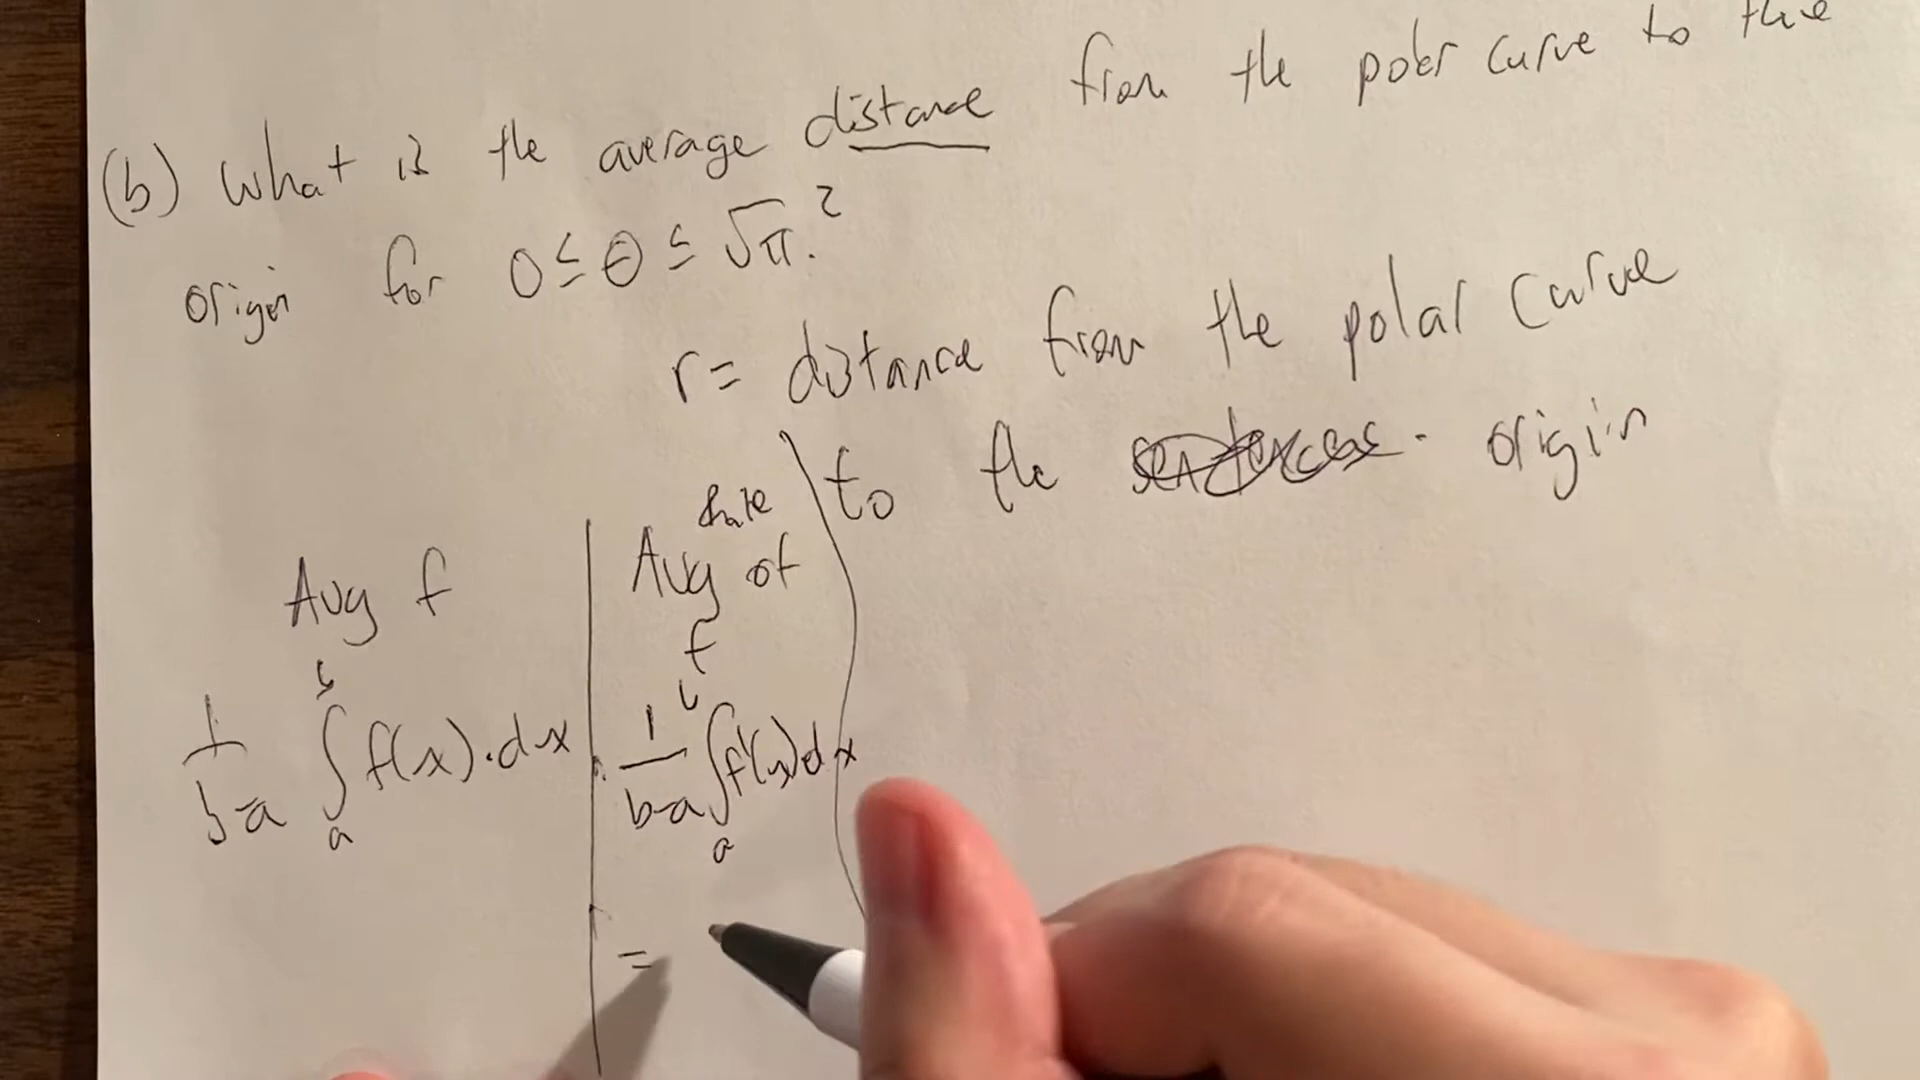 (b) What is the average distance from the polar curve to the
origin for 0 ≤ θ ≤ √π.?
r = distance from the polar curve
to the origin
Avg f
1/(b-a) ∫_a^b f(x)·dx
rate
Avg of
f
1/(b-a) ∫_a^b f'(x)dx
=